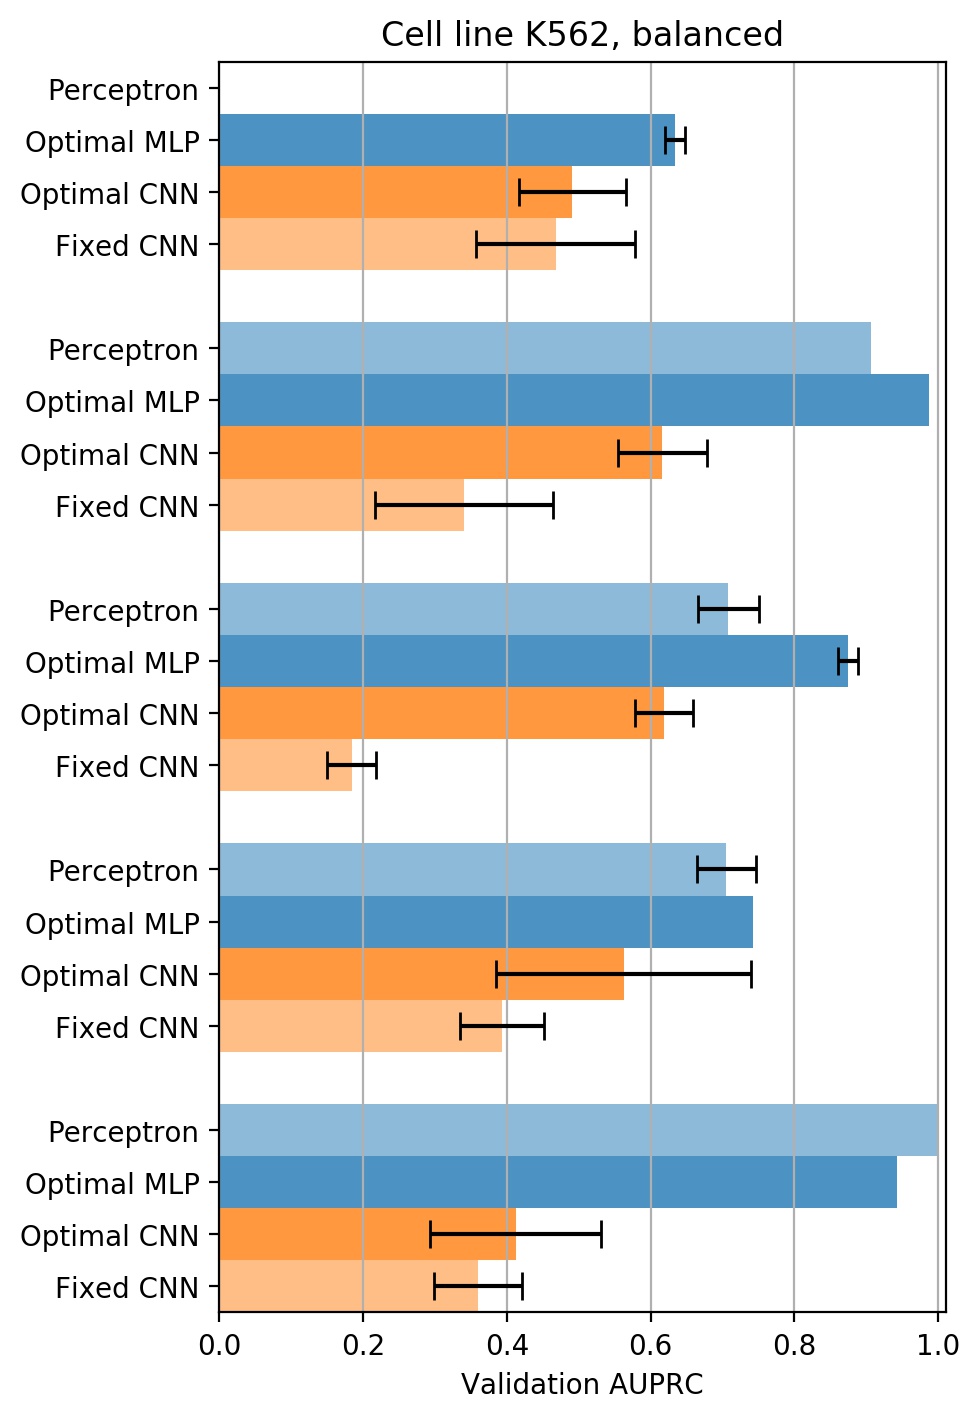 Cell line K562, balanced
Perceptron
Optimal MLP
Optimal CNN
Fixed CNN
Perceptron
Optimal MLP
Optimal CNN
Fixed CNN
Perceptron
Optimal MLP
Optimal CNN
Fixed CNN
Perceptron
Optimal MLP
Optimal CNN
Fixed CNN
Perceptron
Optimal MLP
Optimal CNN
Fixed CNN
0.0 0.2 0.4 0.6 0.8 1.0
Validation AUPRC